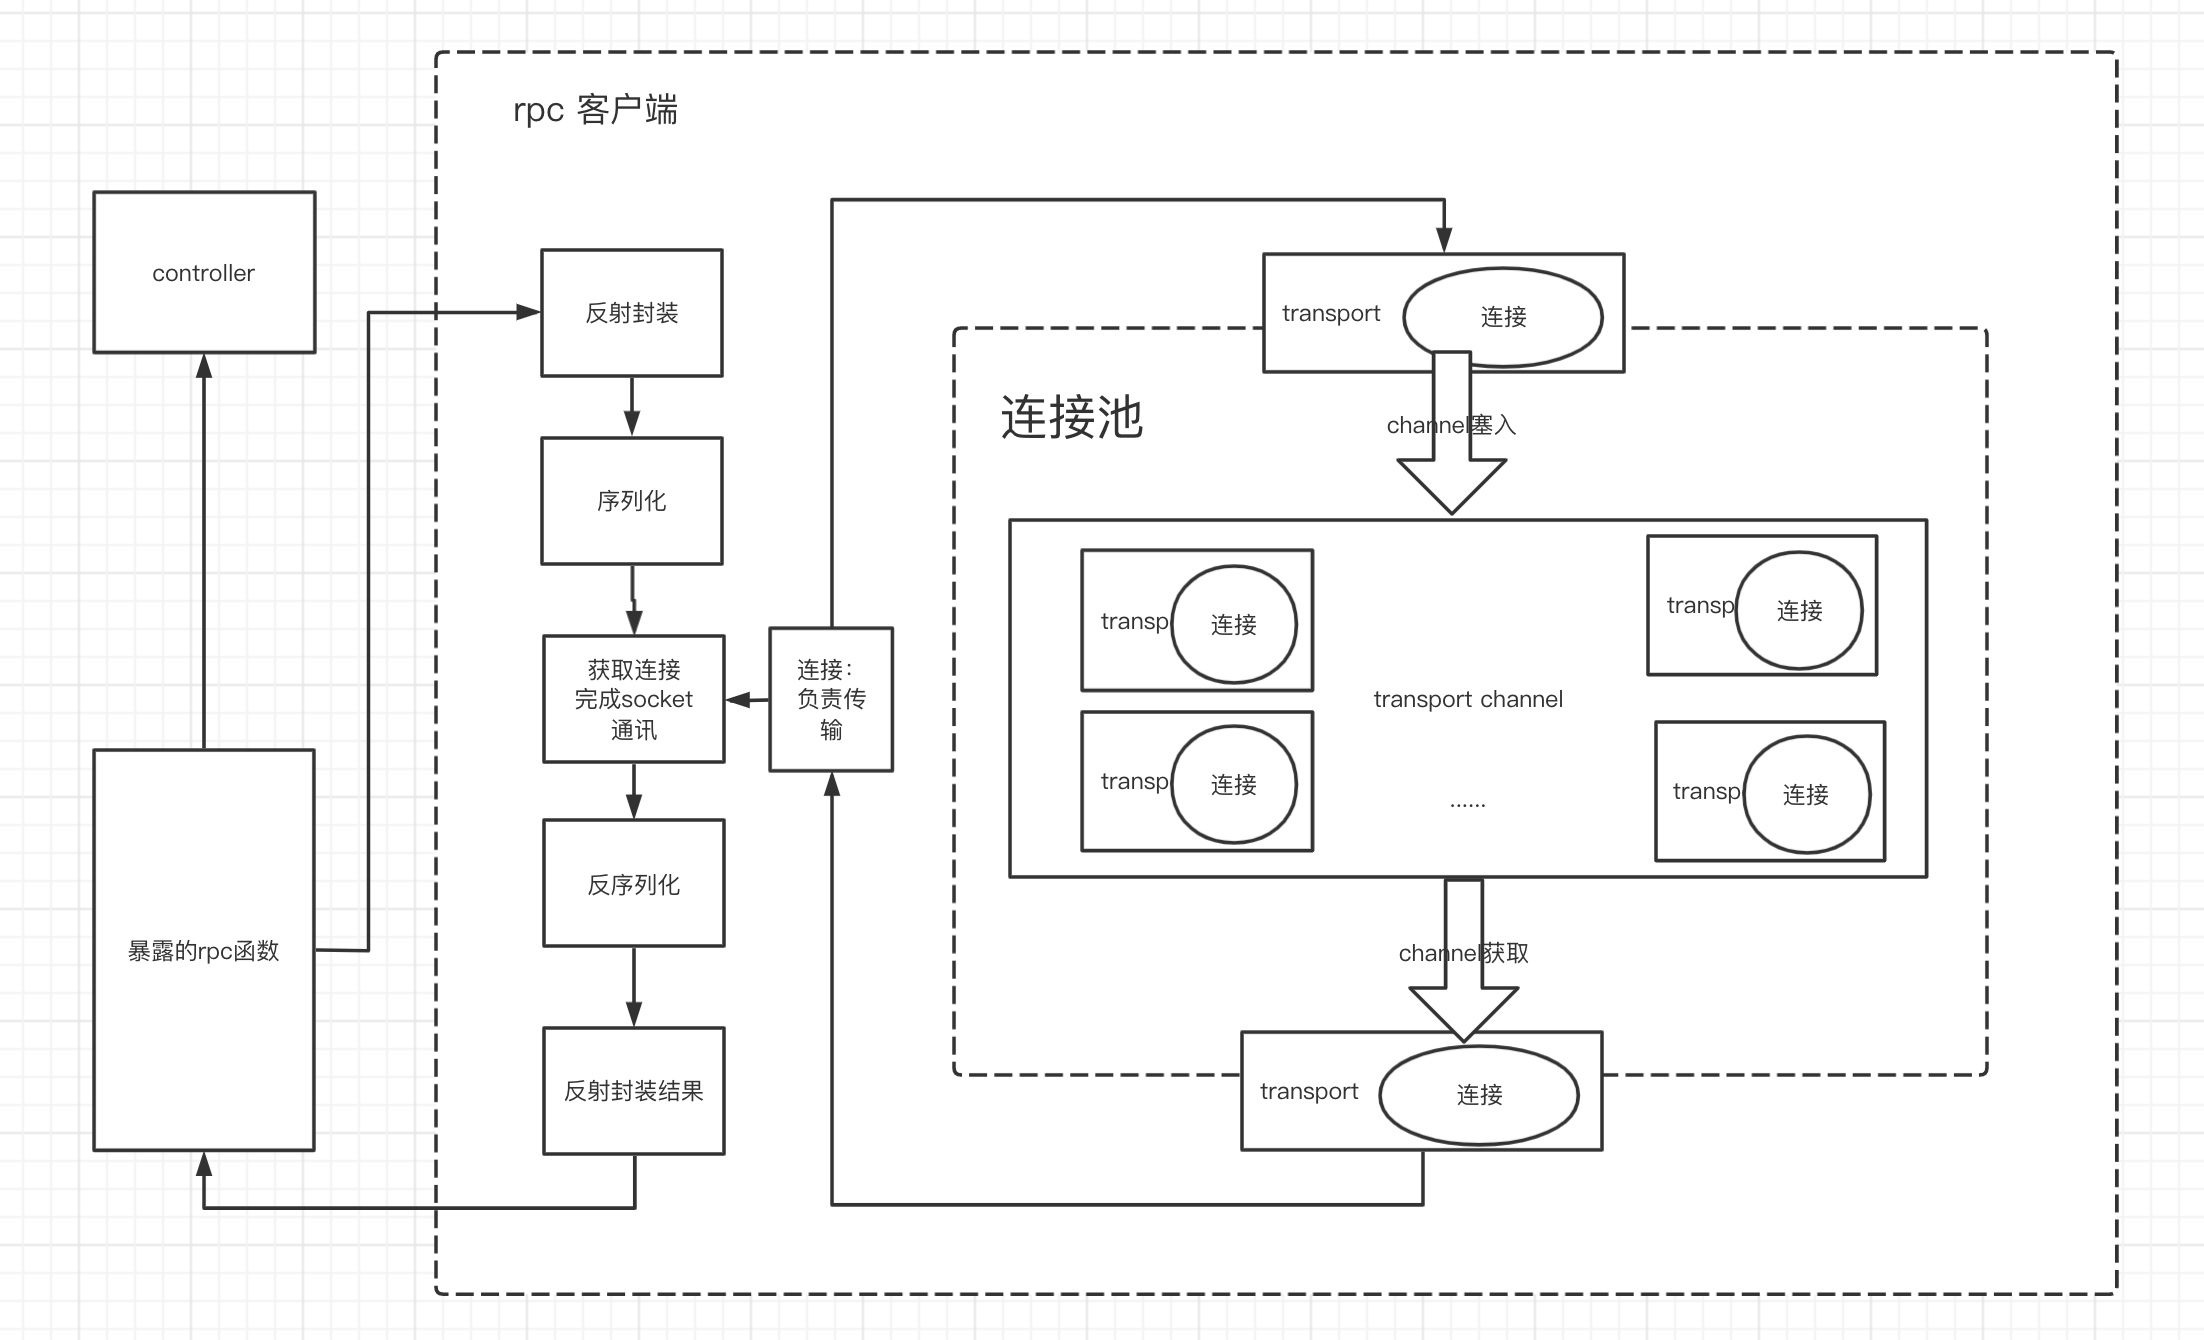 rpc 客户端
controller
反射封装
序列化
获取连接
完成socket
通讯
反序列化
反射封装结果
暴露的rpc函数
连接：
负责传
输
transport
连接
连接池
channel塞入
transp
连接
transp
连接
transport channel
transp
连接
transp
连接
......
channel获取
transport
连接